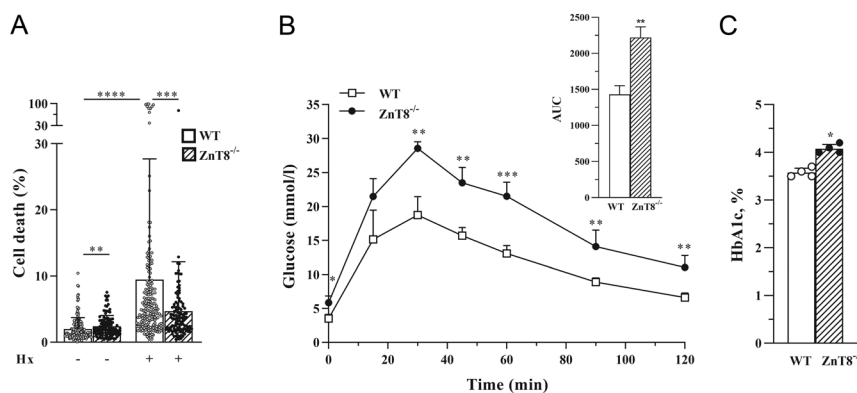 A
**** ***
100
30
30
20
10
0
**
Cell death (%)
WT
ZnT8-/-
Hx - - + +
B
WT
ZnT8-/-
35
30
25
20
15
10
5
0
Glucose (mmol/l)
* ** ** *** ** **
0 20 40 60 80 100 120
Time (min)
2500
2000
1500
1000
500
0
AUC
**
WT ZnT8-/-
C
5
4
3
2
1
0
HbA1c, %
*
WT ZnT8-/